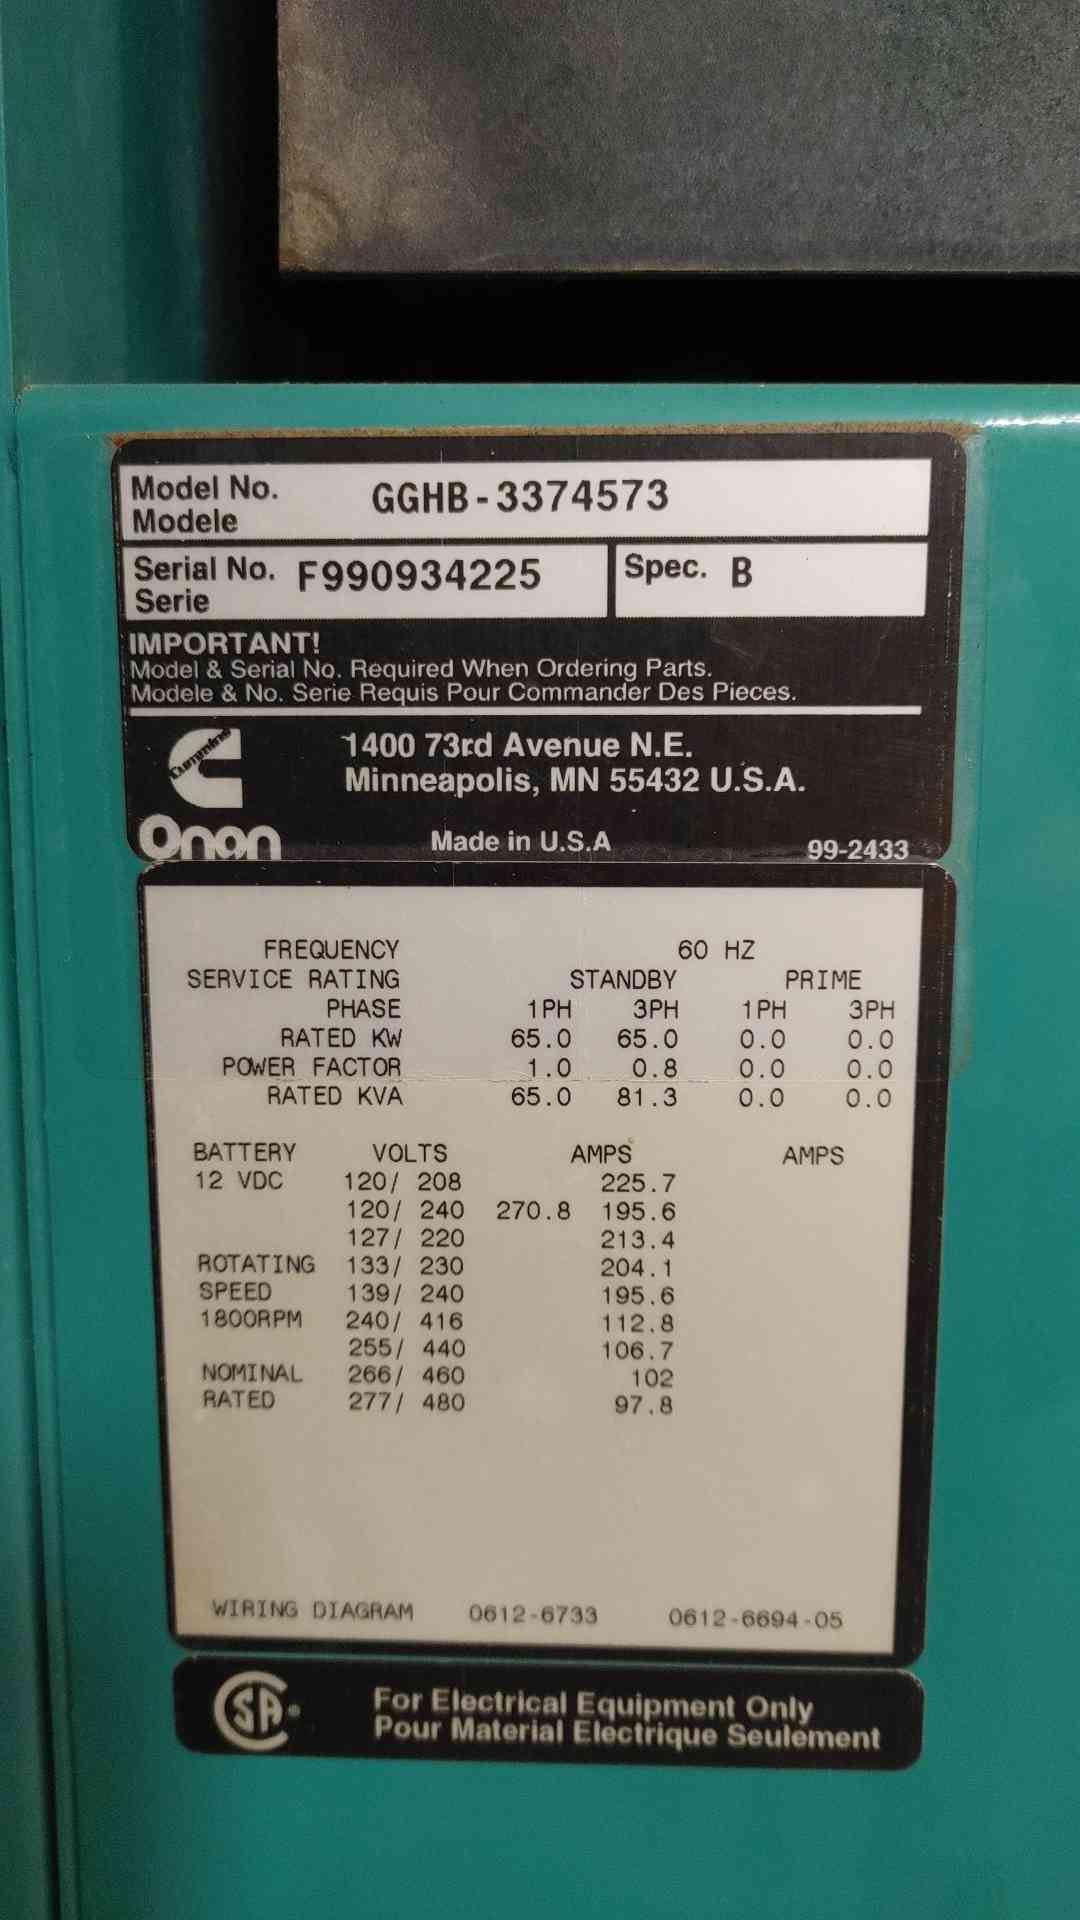 Model No. GGHB-3374573
Modele
Serial No. F990934225 Spec. B
Serie
IMPORTANT!
Model & Serial No. Required When Ordering Parts.
Modele & No. Serie Requis Pour Commander Des Pieces.
Cummins
1400 73rd Avenue N.E.
Minneapolis, MN 55432 U.S.A.
Onan Made in U.S.A 99-2433
FREQUENCY 60 HZ
SERVICE RATING STANDBY PRIME
PHASE 1PH 3PH 1PH 3PH
RATED KW 65.0 65.0 0.0 0.0
POWER FACTOR 1.0 0.8 0.0 0.0
RATED KVA 65.0 81.3 0.0 0.0
BATTERY VOLTS AMPS AMPS
12 VDC 120/ 208 225.7
120/ 240 270.8 195.6
127/ 220 213.4
ROTATING 133/ 230 204.1
SPEED 139/ 240 195.6
1800RPM 240/ 416 112.8
255/ 440 106.7
NOMINAL 266/ 460 102
RATED 277/ 480 97.8
WIRING DIAGRAM 0612-6733 0612-6694-05
SA ®
For Electrical Equipment Only
Pour Material Electrique Seulement